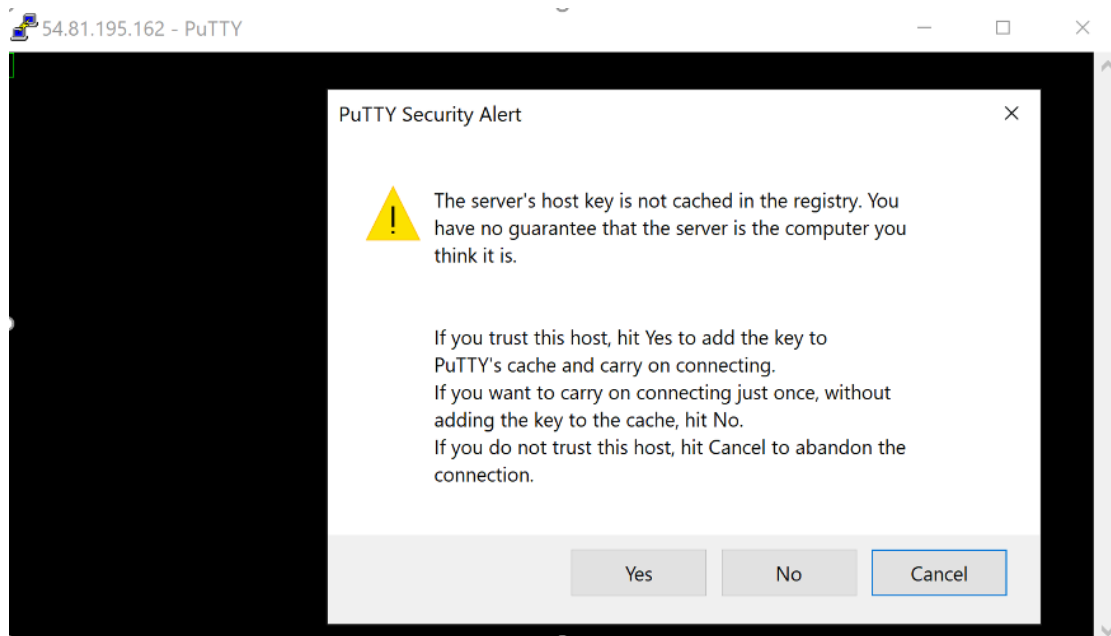 54.81.195.162 - PuTTY
PuTTY Security Alert
The server's host key is not cached in the registry. You
have no guarantee that the server is the computer you
think it is.
If you trust this host, hit Yes to add the key to
PuTTY's cache and carry on connecting.
If you want to carry on connecting just once, without
adding the key to the cache, hit No.
If you do not trust this host, hit Cancel to abandon the
connection.
Yes No Cancel